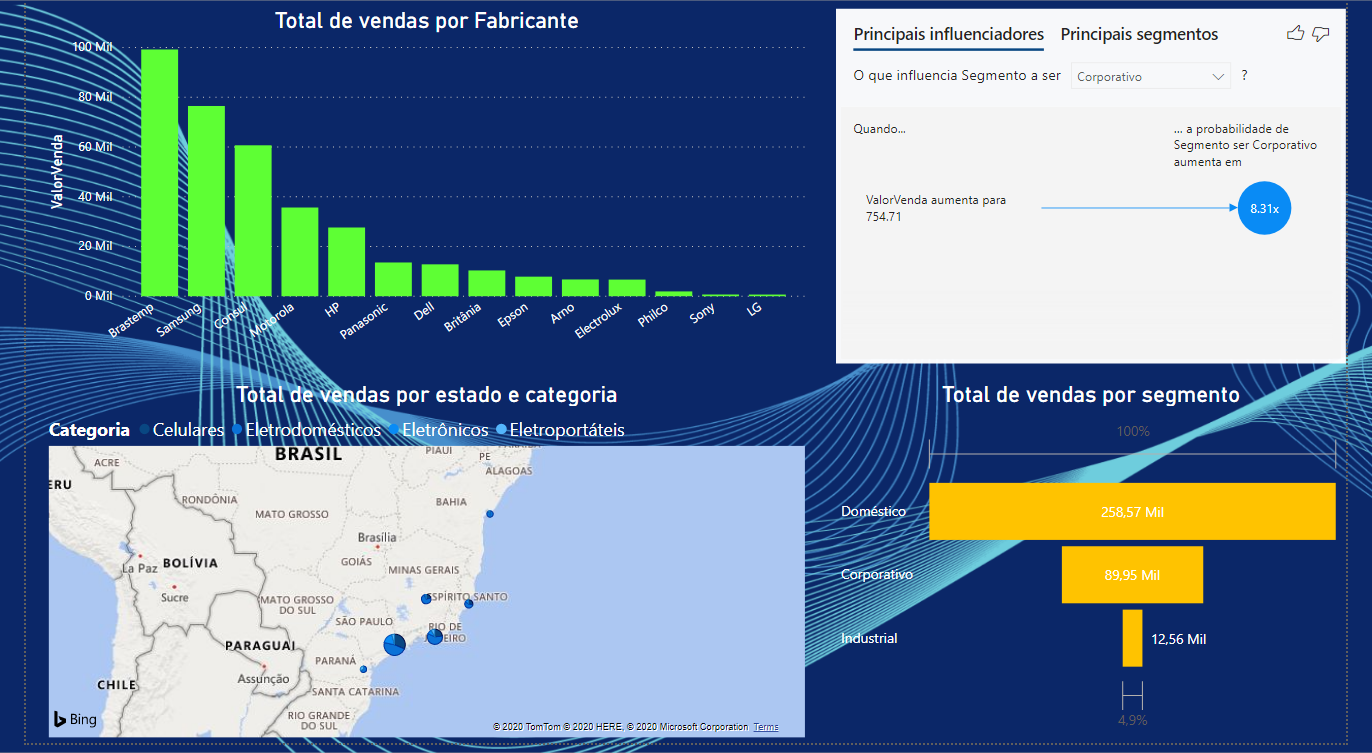 Total de vendas por Fabricante
ValorVenda
100 Mil
80 Mil
60 Mil
40 Mil
20 Mil
0 Mil
Brastemp
Samsung
Consul
Motorola
HP
Panasonic
Dell
Britânia
Epson
Arno
Electrolux
Philco
Sony
LG
Principais influenciadores Principais segmentos
O que influencia Segmento a ser Corporativo ?
Quando...
... a probabilidade de
Segmento ser Corporativo
aumenta em
ValorVenda aumenta para
754.71
8.31x
Total de vendas por estado e categoria
Categoria Celulares Eletrodomésticos Eletrônicos Eletroportáteis
BRASIL
PIAUÍ
PE
ACRE
ALAGOAS
ERU
RONDÔNIA
BAHIA
MATO GROSSO
Brasília
BOLÍVIA
La Paz
GOIÁS
MINAS GERAIS
Sucre
ESPÍRITO SANTO
MATO GROSSO
DO SUL
SÃO PAULO
RIO DE
JANEIRO
PARAGUAI
PARANÁ
Assunção
CHILE
SANTA CATARINA
RIO GRANDE
DO SUL
Bing
© 2020 TomTom © 2020 HERE, © 2020 Microsoft Corporation Terms
Total de vendas por segmento
100%
Doméstico 258,57 Mil
Corporativo 89,95 Mil
Industrial 12,56 Mil
4.9%